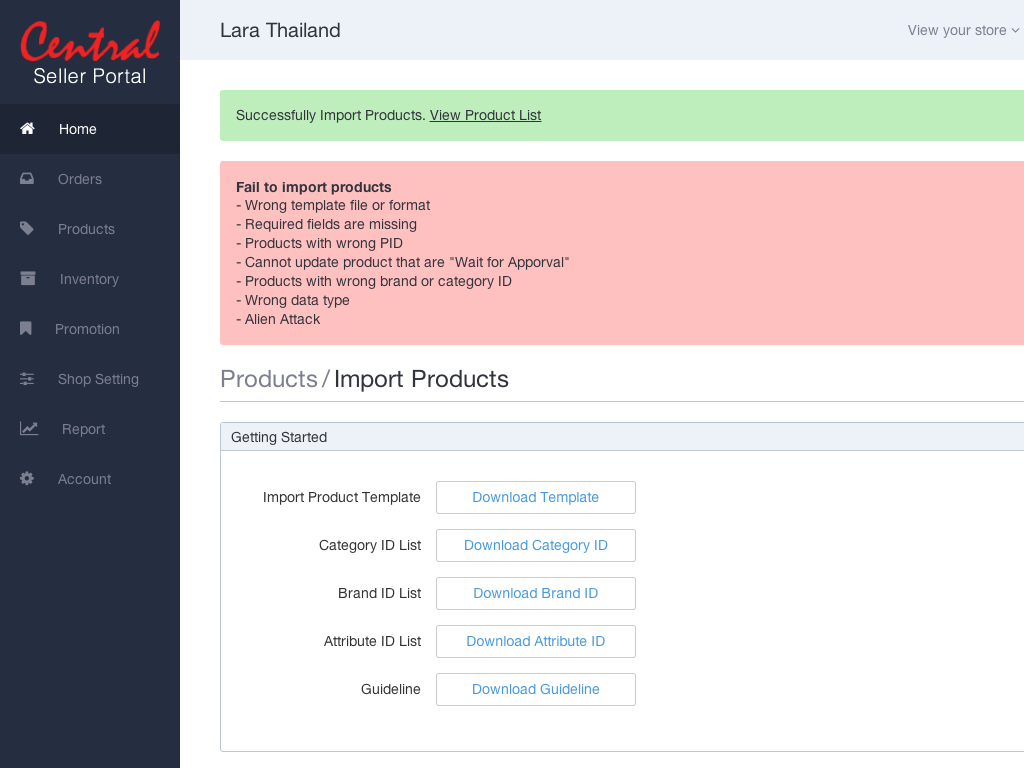 Central
Seller Portal
Home
Orders
Products
Inventory
Promotion
Shop Setting
Report
Account
Lara Thailand
View your store
Successfully Import Products. View Product List
Fail to import products
- Wrong template file or format
- Required fields are missing
- Products with wrong PID
- Cannot update product that are "Wait for Apporval"
- Products with wrong brand or category ID
- Wrong data type
- Alien Attack
Products / Import Products
Getting Started
Import Product Template Download Template
Category ID List Download Category ID
Brand ID List Download Brand ID
Attribute ID List Download Attribute ID
Guideline Download Guideline